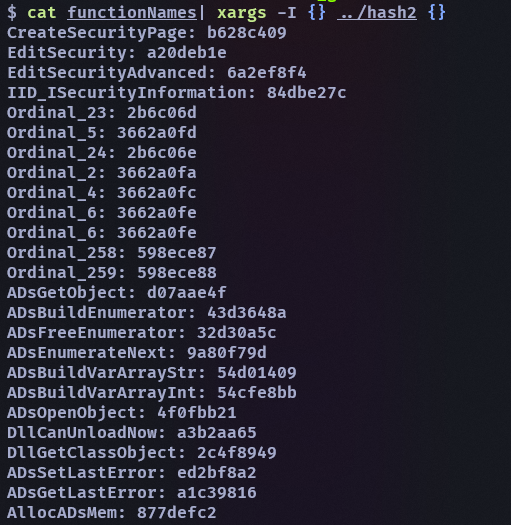 $ cat functionNames| xargs -I {} ../hash2 {}
CreateSecurityPage: b628c409
EditSecurity: a20deb1e
EditSecurityAdvanced: 6a2ef8f4
IID_ISecurityInformation: 84dbe27c
Ordinal_23: 2b6c06d
Ordinal_5: 3662a0fd
Ordinal_24: 2b6c06e
Ordinal_2: 3662a0fa
Ordinal_4: 3662a0fc
Ordinal_6: 3662a0fe
Ordinal_6: 3662a0fe
Ordinal_258: 598ece87
Ordinal_259: 598ece88
ADsGetObject: d07aae4f
ADsBuildEnumerator: 43d3648a
ADsFreeEnumerator: 32d30a5c
ADsEnumerateNext: 9a80f79d
ADsBuildVarArrayStr: 54d01409
ADsBuildVarArrayInt: 54cfe8bb
ADsOpenObject: 4f0fbb21
DllCanUnloadNow: a3b2aa65
DllGetClassObject: 2c4f8949
ADsSetLastError: ed2bf8a2
ADsGetLastError: a1c39816
AllocADsMem: 877defc2